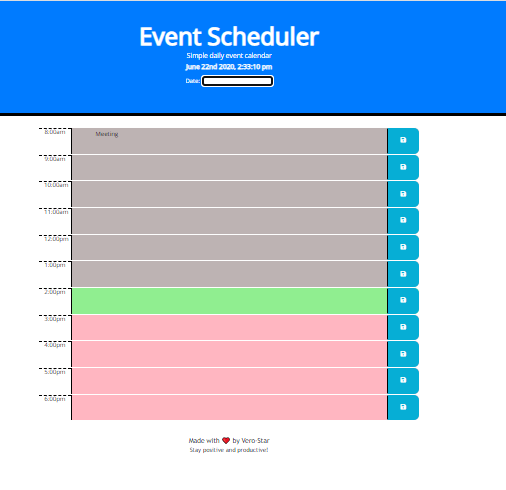 Event Scheduler
Simple daily event calendar
June 22nd 2020, 2:33:10 pm
Date:
8:00am Meeting
9:00am
10:00am
11:00am
12:00pm
1:00pm
2:00pm
3:00pm
4:00pm
5:00pm
6:00pm
Made with ❤ by Vero-Star
Stay positive and productive!